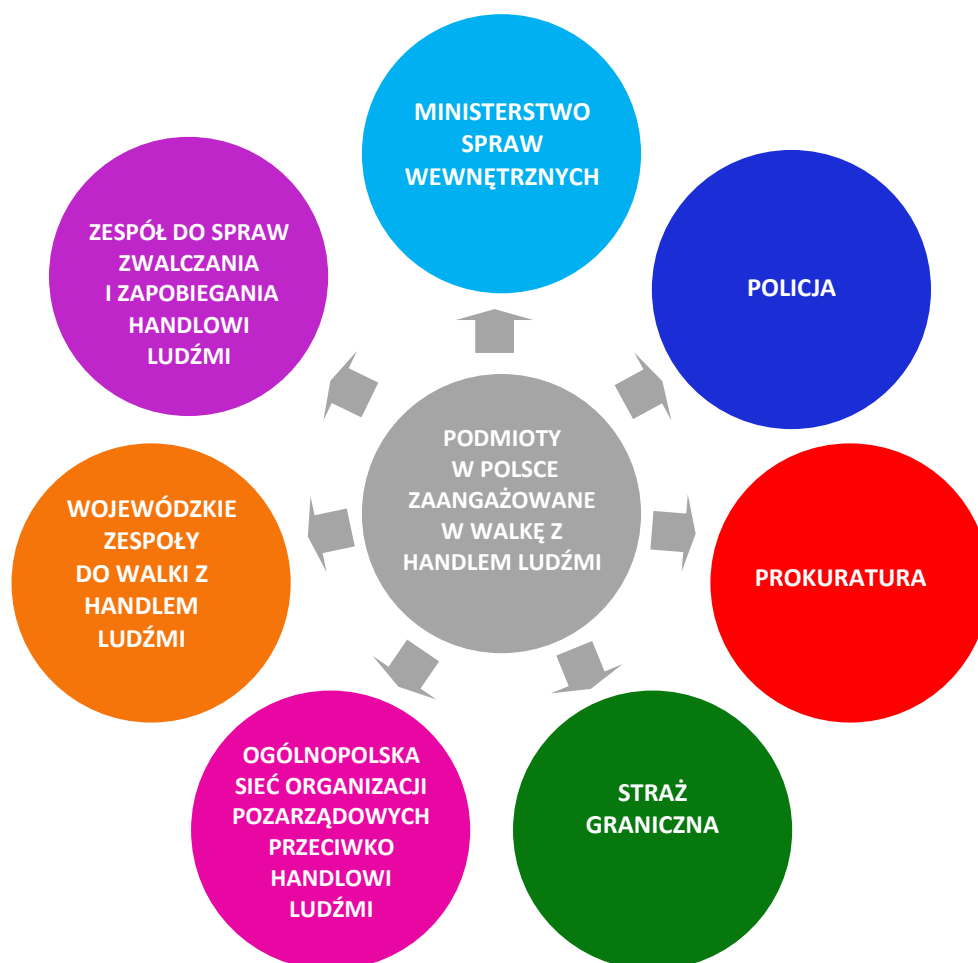 MINISTERSTWO
SPRAW
WEWNĘTRZNYCH
POLICJA
PROKURATURA
STRAŻ
GRANICZNA
OGÓLNOPOLSKA
SIEĆ ORGANIZACJI
POZARZĄDOWYCH
PRZECIWKO
HANDLOWI
LUDŹMI
WOJEWÓDZKIE
ZESPOŁY
DO WALKI Z
HANDLEM
LUDŹMI
ZESPÓŁ DO SPRAW
ZWALCZANIA
I ZAPOBIEGANIA
HANDLOWI
LUDŹMI
PODMIOTY
W POLSCE
ZAANGAŻOWANE
W WALKĘ Z
HANDLEM LUDŹMI